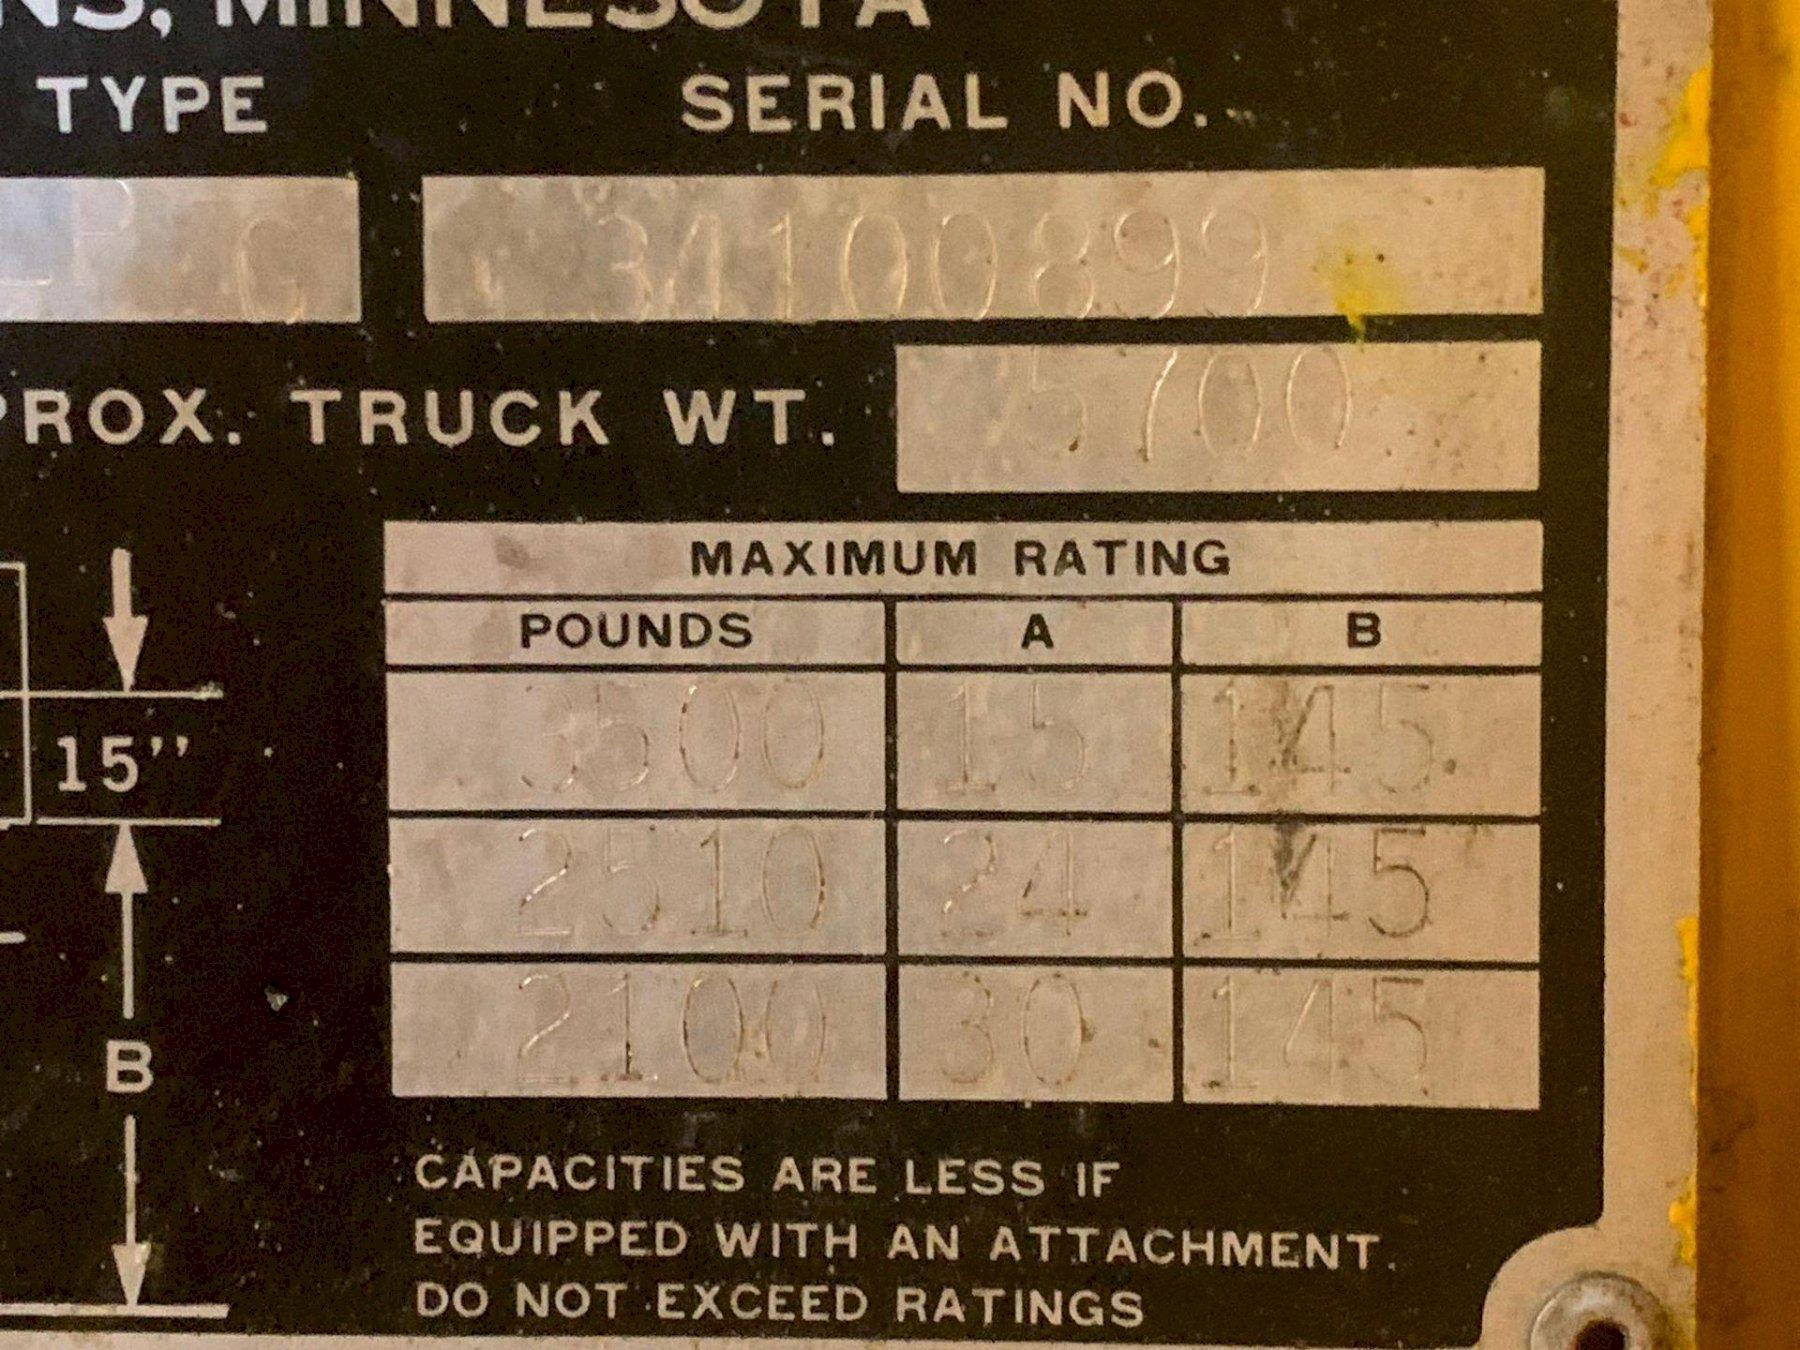 NS, MINNESOTA
TYPE SERIAL NO.
LP G 34100899
PROX. TRUCK WT. 5700
MAXIMUM RATING
POUNDS A B
3500 15 145
15"
2510 24 145
2100 30 145
B
CAPACITIES ARE LESS IF
EQUIPPED WITH AN ATTACHMENT.
DO NOT EXCEED RATINGS